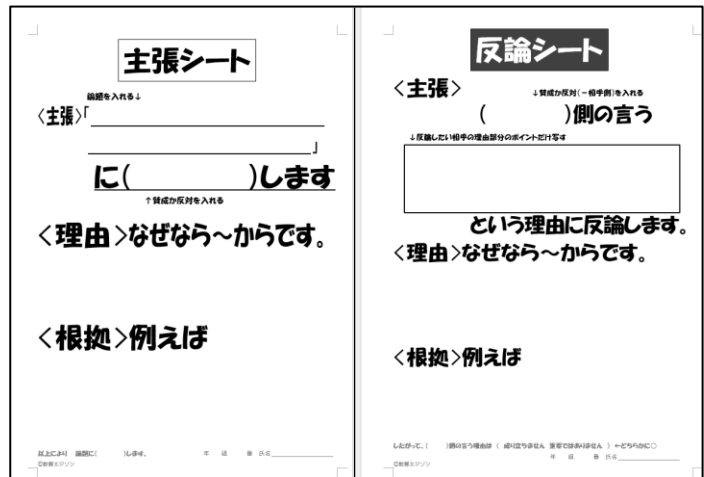 主張シート
論題を入れる↓
〈主張〉「
」
に( )します
↑賛成か反対を入れる
<理由>なぜなら～からです。
<根拠>例えば
以上により 論題に( )します。 年 組 番 氏名
反論シート
<主張>
↓賛成か反対(＝相手側)を入れる
( )側の言う
↓反論したい相手の理由部分のポイントだけ写す
という理由に反論します。
<理由>なぜなら～からです。
<根拠>例えば
したがって、( )側の言う理由は ( 成り立ちません 重要ではありません ) ←どちらかに○
年 組 番 氏名